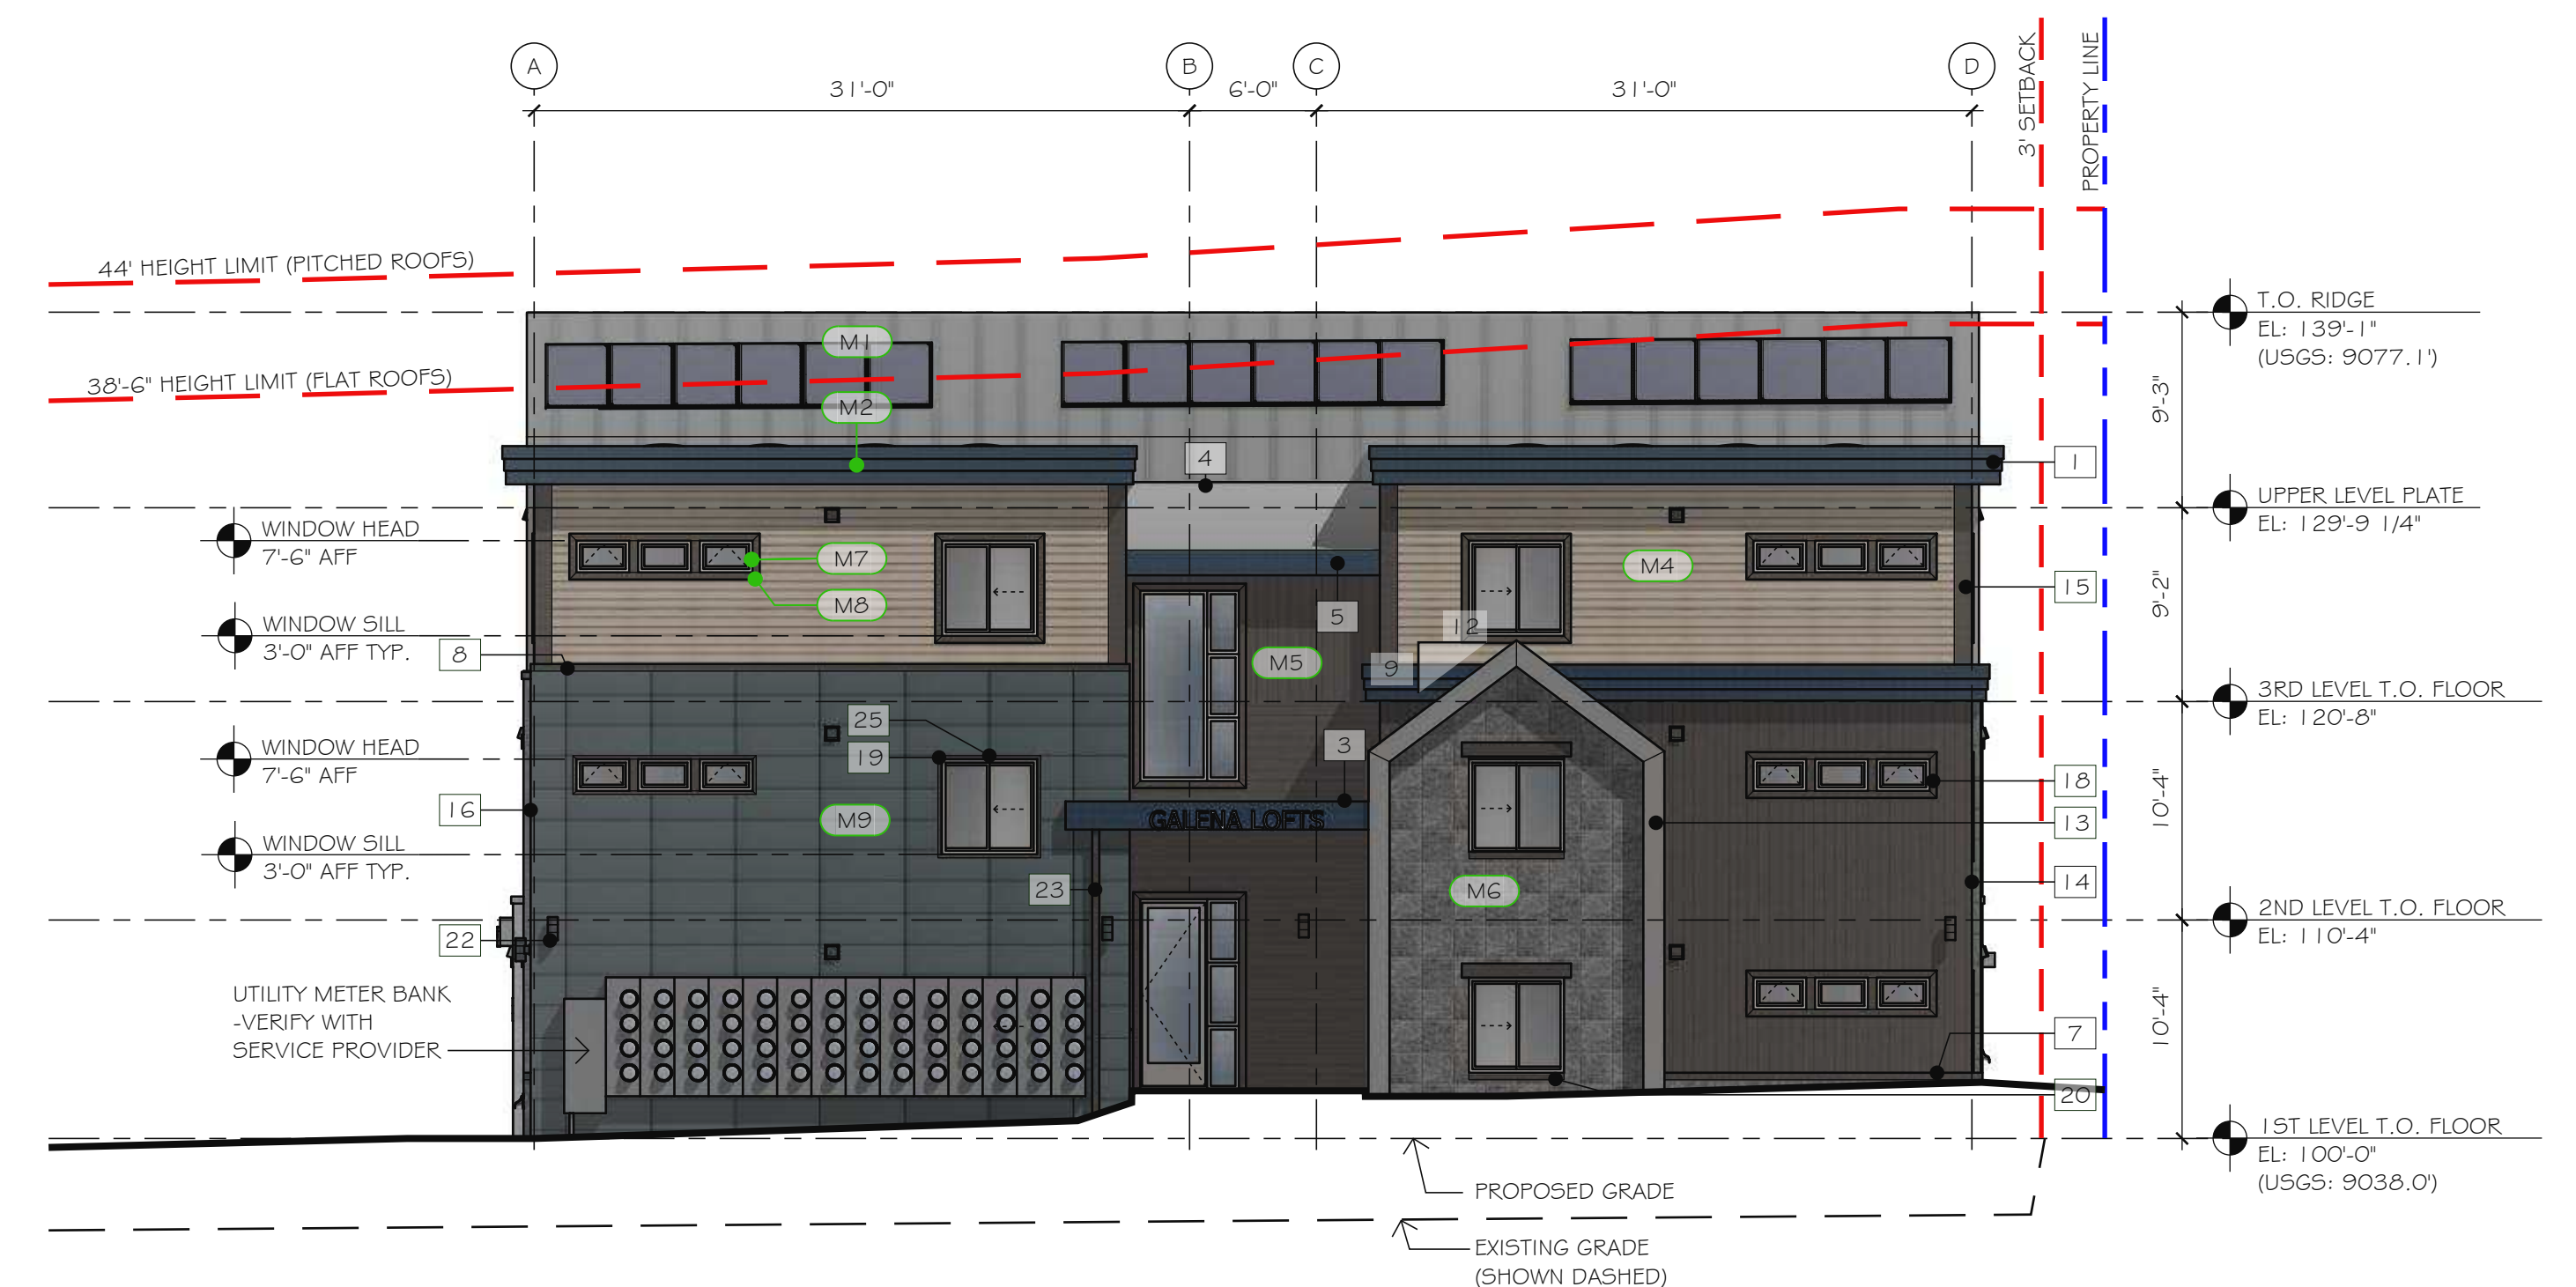 A
B
C
D
31'-0"
6'-0"
31'-0"
3' SETBACK
PROPERTY LINE
44' HEIGHT LIMIT (PITCHED ROOFS)
38'-6" HEIGHT LIMIT (FLAT ROOFS)
M1
M2
4
1
T.O. RIDGE
EL: 139'-1"
(USGS: 9077.1')
9'-3"
UPPER LEVEL PLATE
EL: 129'-9 1/4"
WINDOW HEAD
7'-6" AFF
M7
M8
M4
5
15
9'-2"
WINDOW SILL
3'-0" AFF TYP.
8
12
9
M5
3RD LEVEL T.O. FLOOR
EL: 120'-8"
25
19
3
WINDOW HEAD
7'-6" AFF
18
16
M9
GALENA LOFTS
13
10'-4"
WINDOW SILL
3'-0" AFF TYP.
23
M6
14
2ND LEVEL T.O. FLOOR
EL: 110'-4"
22
UTILITY METER BANK
-VERIFY WITH
SERVICE PROVIDER
7
10'-4"
20
1ST LEVEL T.O. FLOOR
EL: 100'-0"
(USGS: 9038.0')
PROPOSED GRADE
EXISTING GRADE
(SHOWN DASHED)